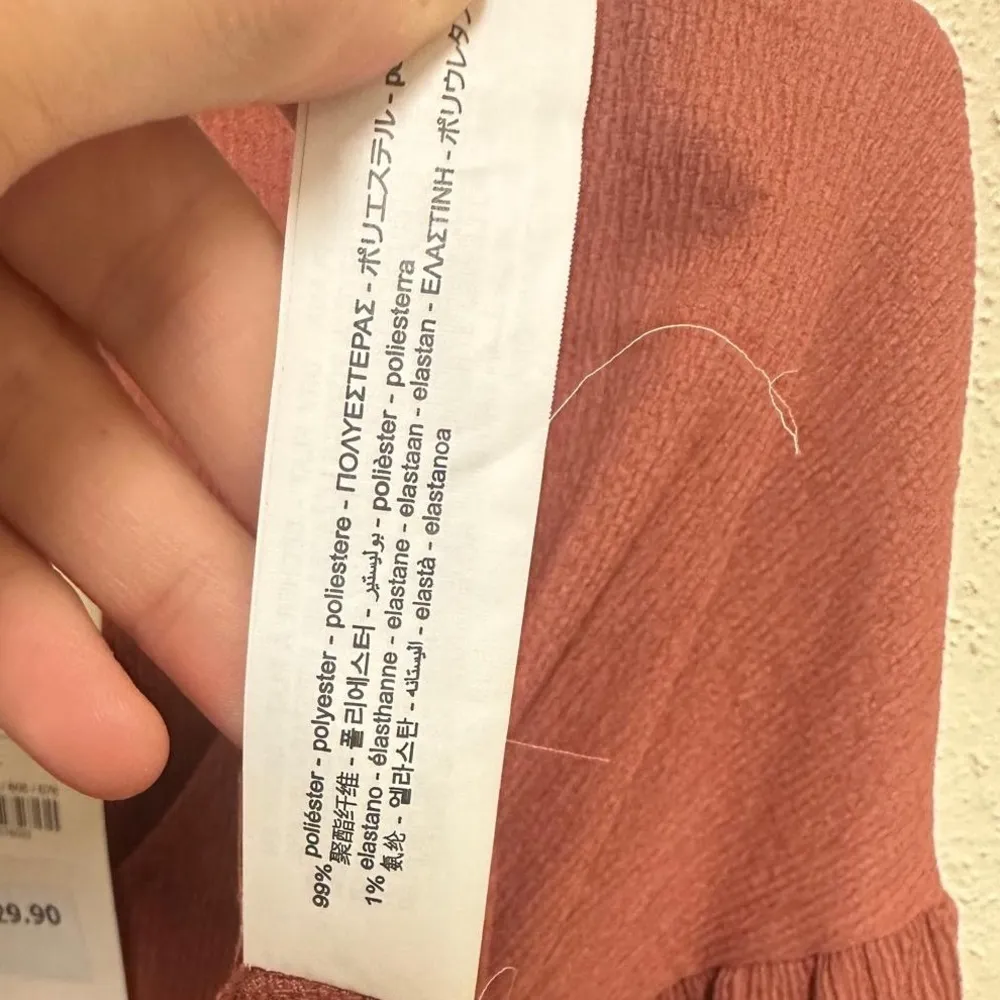 99% poliéster - polyester - poliestere - ΠΟΛΥΕΣΤΕΡΑΣ - ポリエステル -
聚酯纤维 - 폴리에스터 - بوليستير - polièster - poliesterra
1% elastano - élasthanne - elastane - elastaan - elastan - ΕΛΑΣΤΙΝΗ - ポリウレタン
氨纶 - 엘라스탄 - اليستانه - elastà - elastanoa
29.90